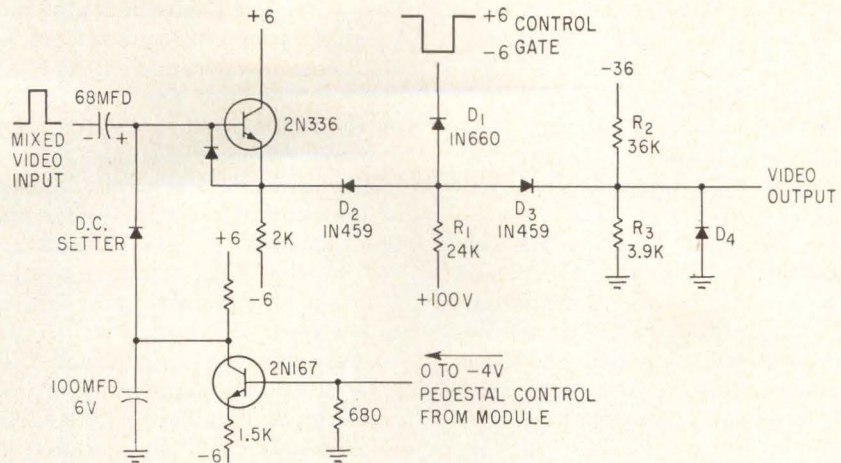 +6
+6
CONTROL
-6 GATE
-36
68MFD
- +
2N336
D1
IN660
R2
36K
MIXED
VIDEO
INPUT
VIDEO
OUTPUT
D.C.
SETTER
+6
2K
-6
D2
IN459
R1
24K
+100V
D3
IN459
R3
3.9K
D4
2N167
0 TO -4V
PEDESTAL CONTROL
FROM MODULE
100MFD
6V
680
1.5K
-6